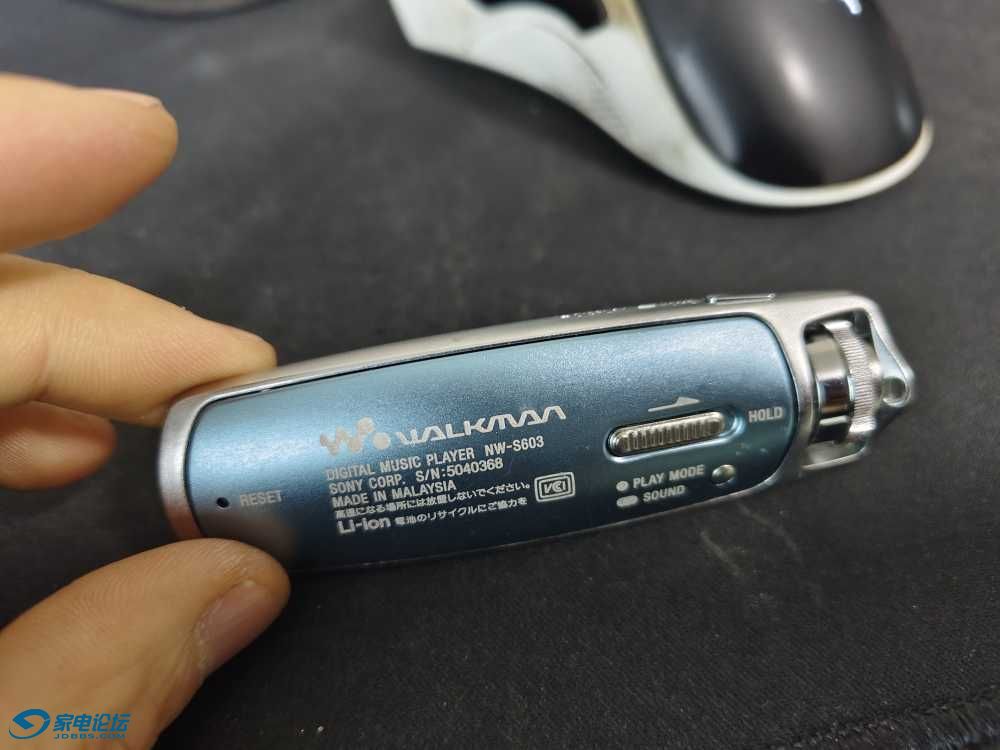 WALKMAN
DIGITAL MUSIC PLAYER NW-S603
SONY CORP. S/N:5040368
MADE IN MALAYSIA
高温になる場所には放置しないでください。
Li-ion 電池のリサイクルにご協力を
VCI
RESET
HOLD
PLAY MODE
SOUND
家电论坛
JDBBS.COM